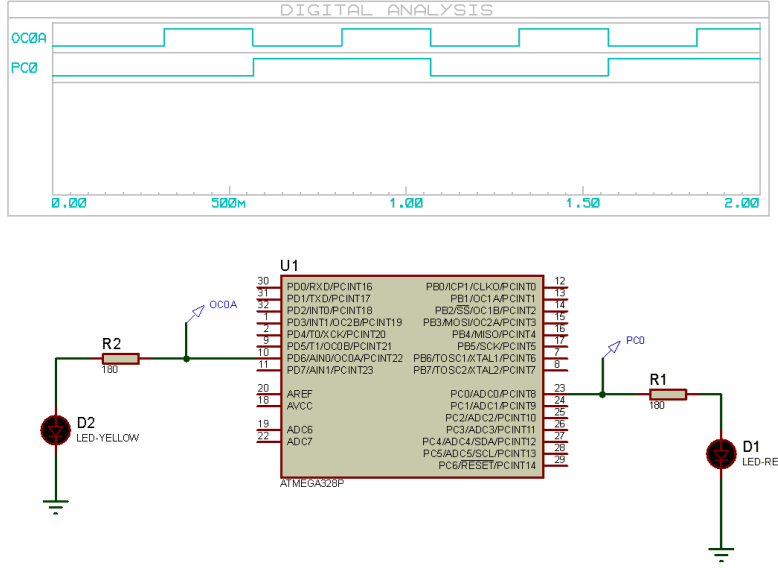 DIGITAL ANALYSIS
OC0A
PC0
0.00 500m 1.00 1.50 2.00
U1
30 PD0/RXD/PCINT16 PB0/ICP1/CLKO/PCINT0 12
31 PD1/TXD/PCINT17 PB1/OC1A/PCINT1 13
32 PD2/INT0/PCINT18 PB2/SS/OC1B/PCINT2 14
1 PD3/INT1/OC2B/PCINT19 PB3/MOSI/OC2A/PCINT3 15
2 PD4/T0/XCK/PCINT20 PB4/MISO/PCINT4 16
9 PD5/T1/OC0B/PCINT21 PB5/SCK/PCINT5 17
10 PD6/AIN0/OC0A/PCINT22 PB6/TOSC1/XTAL1/PCINT6 7
11 PD7/AIN1/PCINT23 PB7/TOSC2/XTAL2/PCINT7 8
20 AREF PC0/ADC0/PCINT8 23
18 AVCC PC1/ADC1/PCINT9 24
PC2/ADC2/PCINT10 25
19 ADC6 PC3/ADC3/PCINT11 26
22 ADC7 PC4/ADC4/SDA/PCINT12 27
PC5/ADC5/SCL/PCINT13 28
PC6/RESET/PCINT14 29
ATMEGA328P
OC0A
R2
180
D2
LED-YELLOW
PC0
R1
180
D1
LED-RE